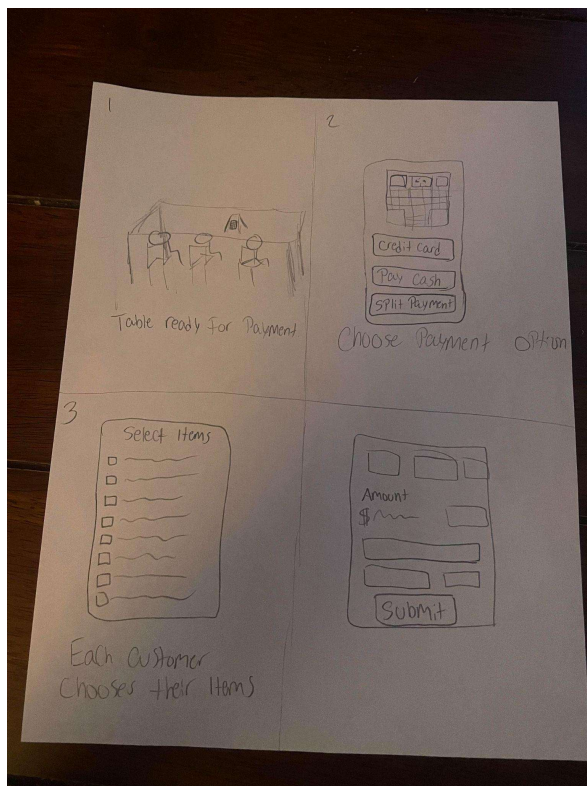 1
Table ready for Payment
2
Credit Card
Pay Cash
Split Payment
Choose Payment Option
3
Select Items
Each Customer
Chooses their Items
Amount
$
Submit